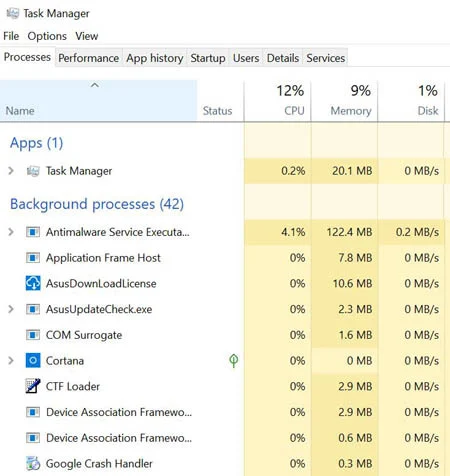 Task Manager
File Options View
Processes Performance App history Startup Users Details Services
12% 9% 1%
Name Status CPU Memory Disk
Apps (1)
Task Manager 0.2% 20.1 MB 0 MB/s
Background processes (42)
Antimalware Service Executa... 4.1% 122.4 MB 0.2 MB/s
Application Frame Host 0% 7.8 MB 0 MB/s
AsusDownLoadLicense 0% 10.6 MB 0 MB/s
AsusUpdateCheck.exe 0% 2.3 MB 0 MB/s
COM Surrogate 0% 1.6 MB 0 MB/s
Cortana 0% 0 MB 0 MB/s
CTF Loader 0% 2.9 MB 0 MB/s
Device Association Framewo... 0% 2.9 MB 0 MB/s
Device Association Framewo... 0% 0.6 MB 0 MB/s
Google Crash Handler 0% 0.3 MB 0 MB/s